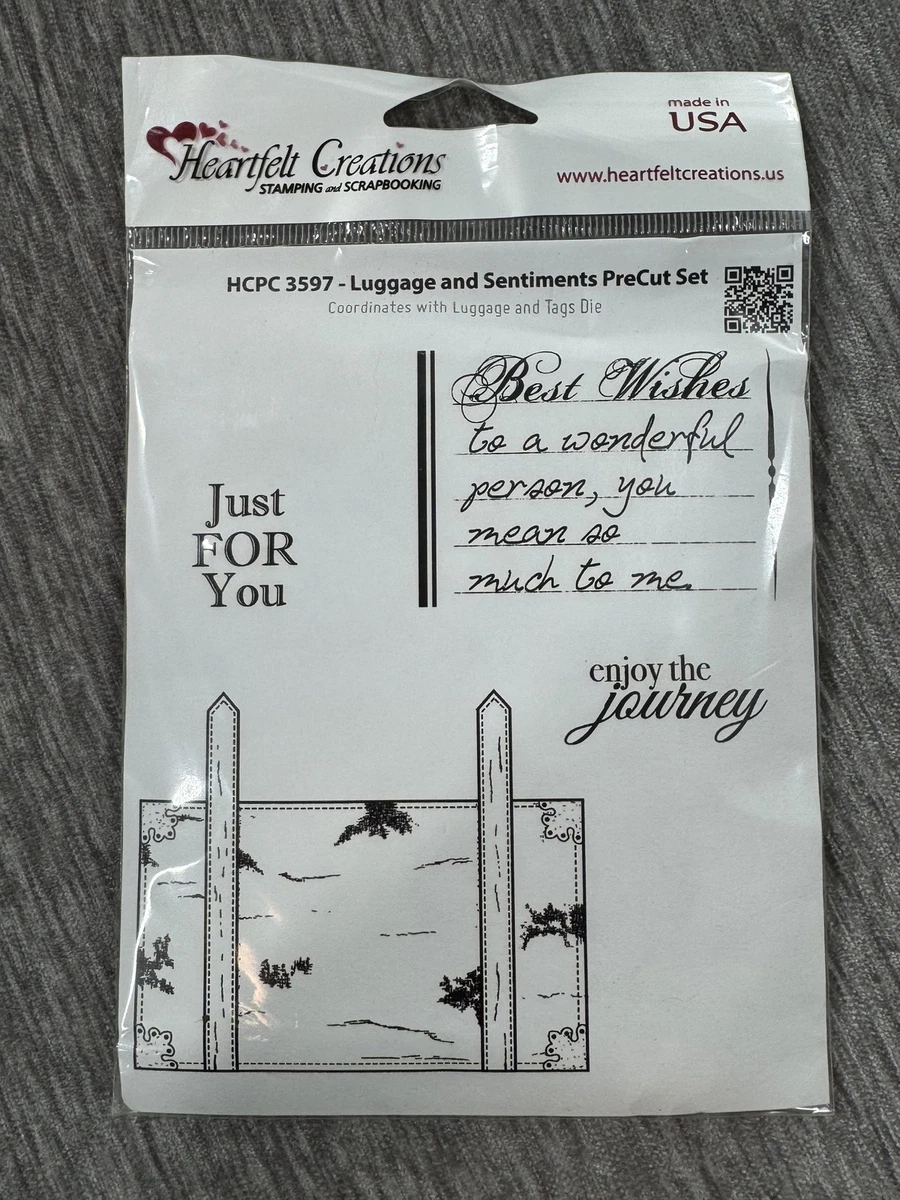 Heartfelt Creations
STAMPING and SCRAPBOOKING
made in
USA
www.heartfeltcreations.us
HCPC 3597 - Luggage and Sentiments PreCut Set
Coordinates with Luggage and Tags Die
Best Wishes
to a wonderful
person, you
mean so
much to me.
Just
FOR
You
enjoy the
journey